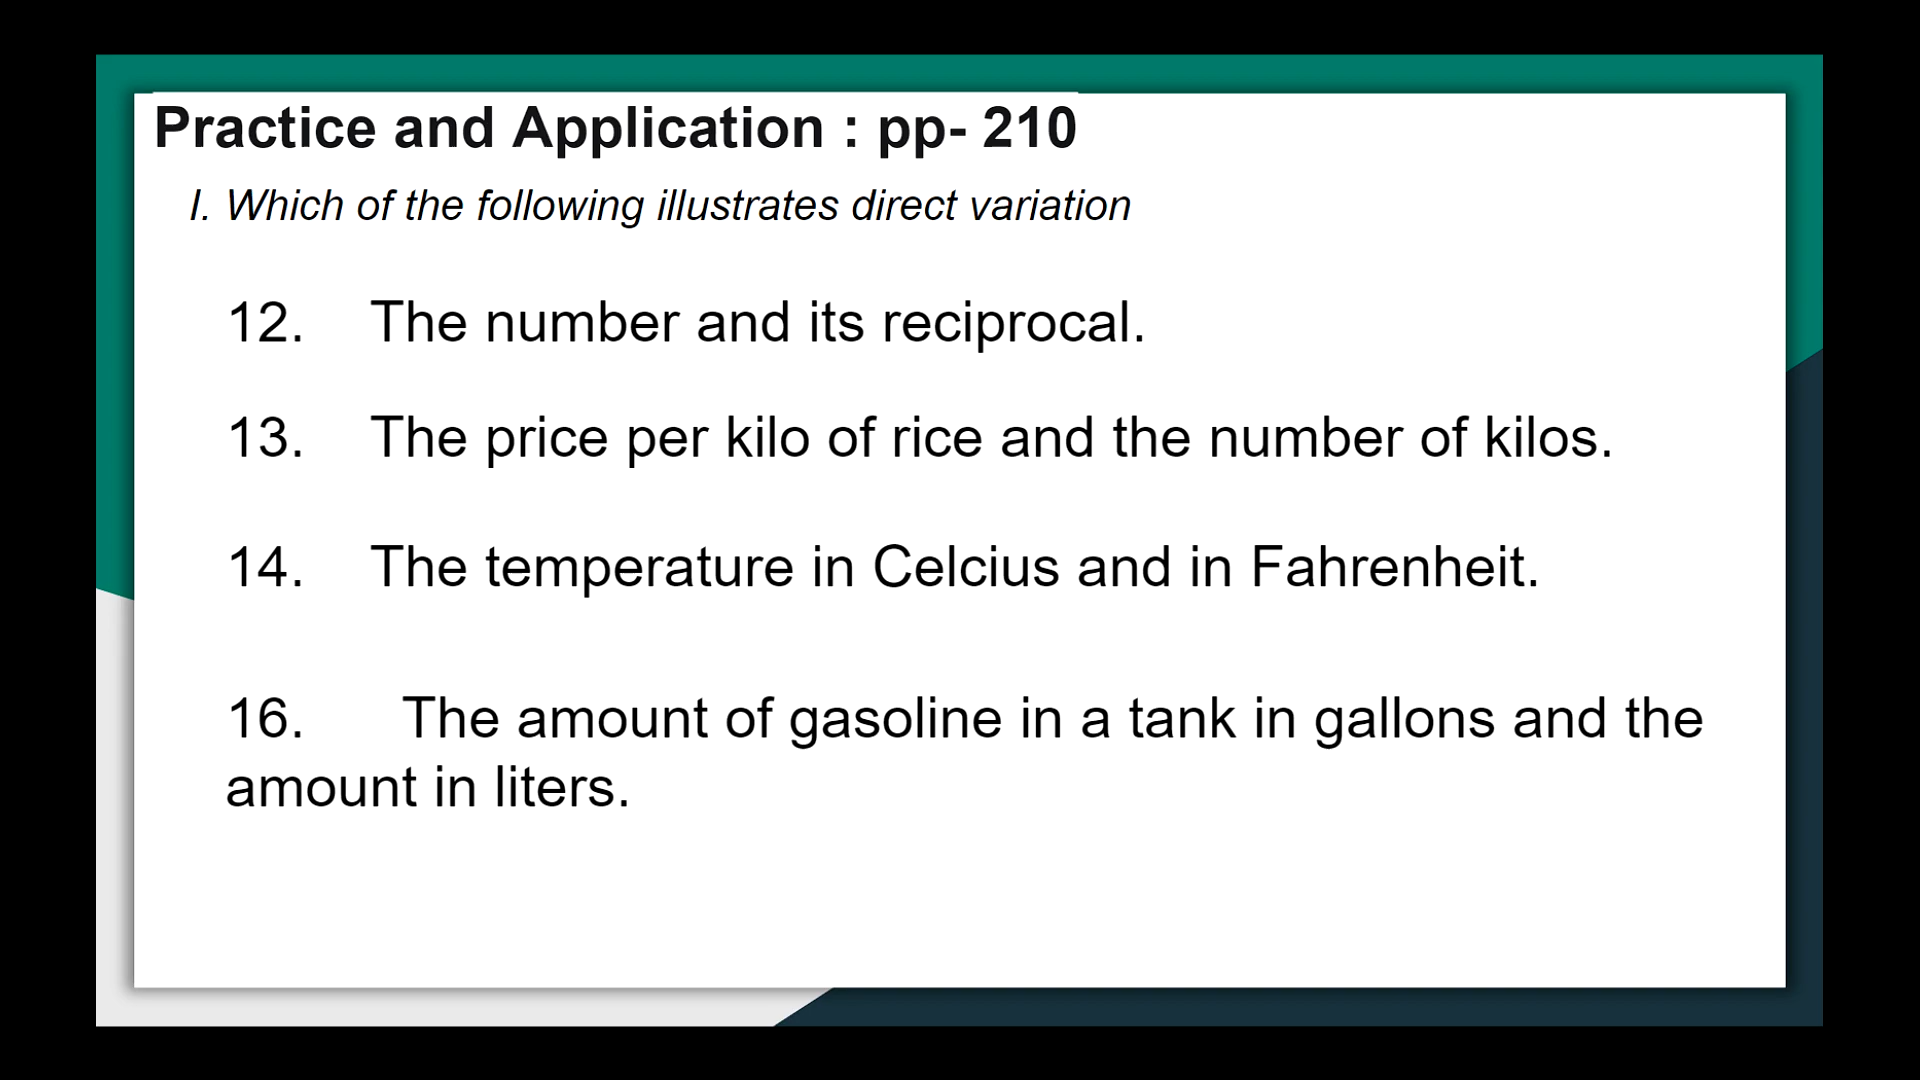 Practice and Application : pp- 210
I. Which of the following illustrates direct variation
12. The number and its reciprocal.
13. The price per kilo of rice and the number of kilos.
14. The temperature in Celcius and in Fahrenheit.
16. The amount of gasoline in a tank in gallons and the
amount in liters.